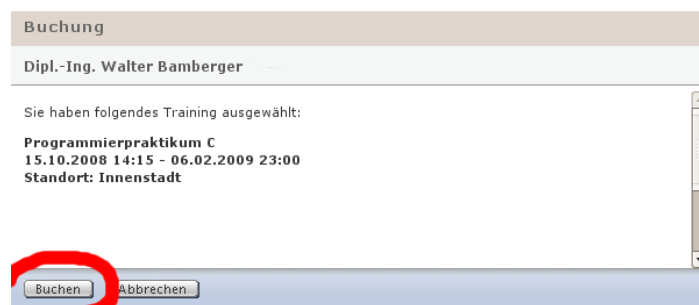 Buchung
Dipl.-Ing. Walter Bamberger
Sie haben folgendes Training ausgewählt:
Programmierpraktikum C
15.10.2008 14:15 - 06.02.2009 23:00
Standort: Innenstadt
Buchen Abbrechen